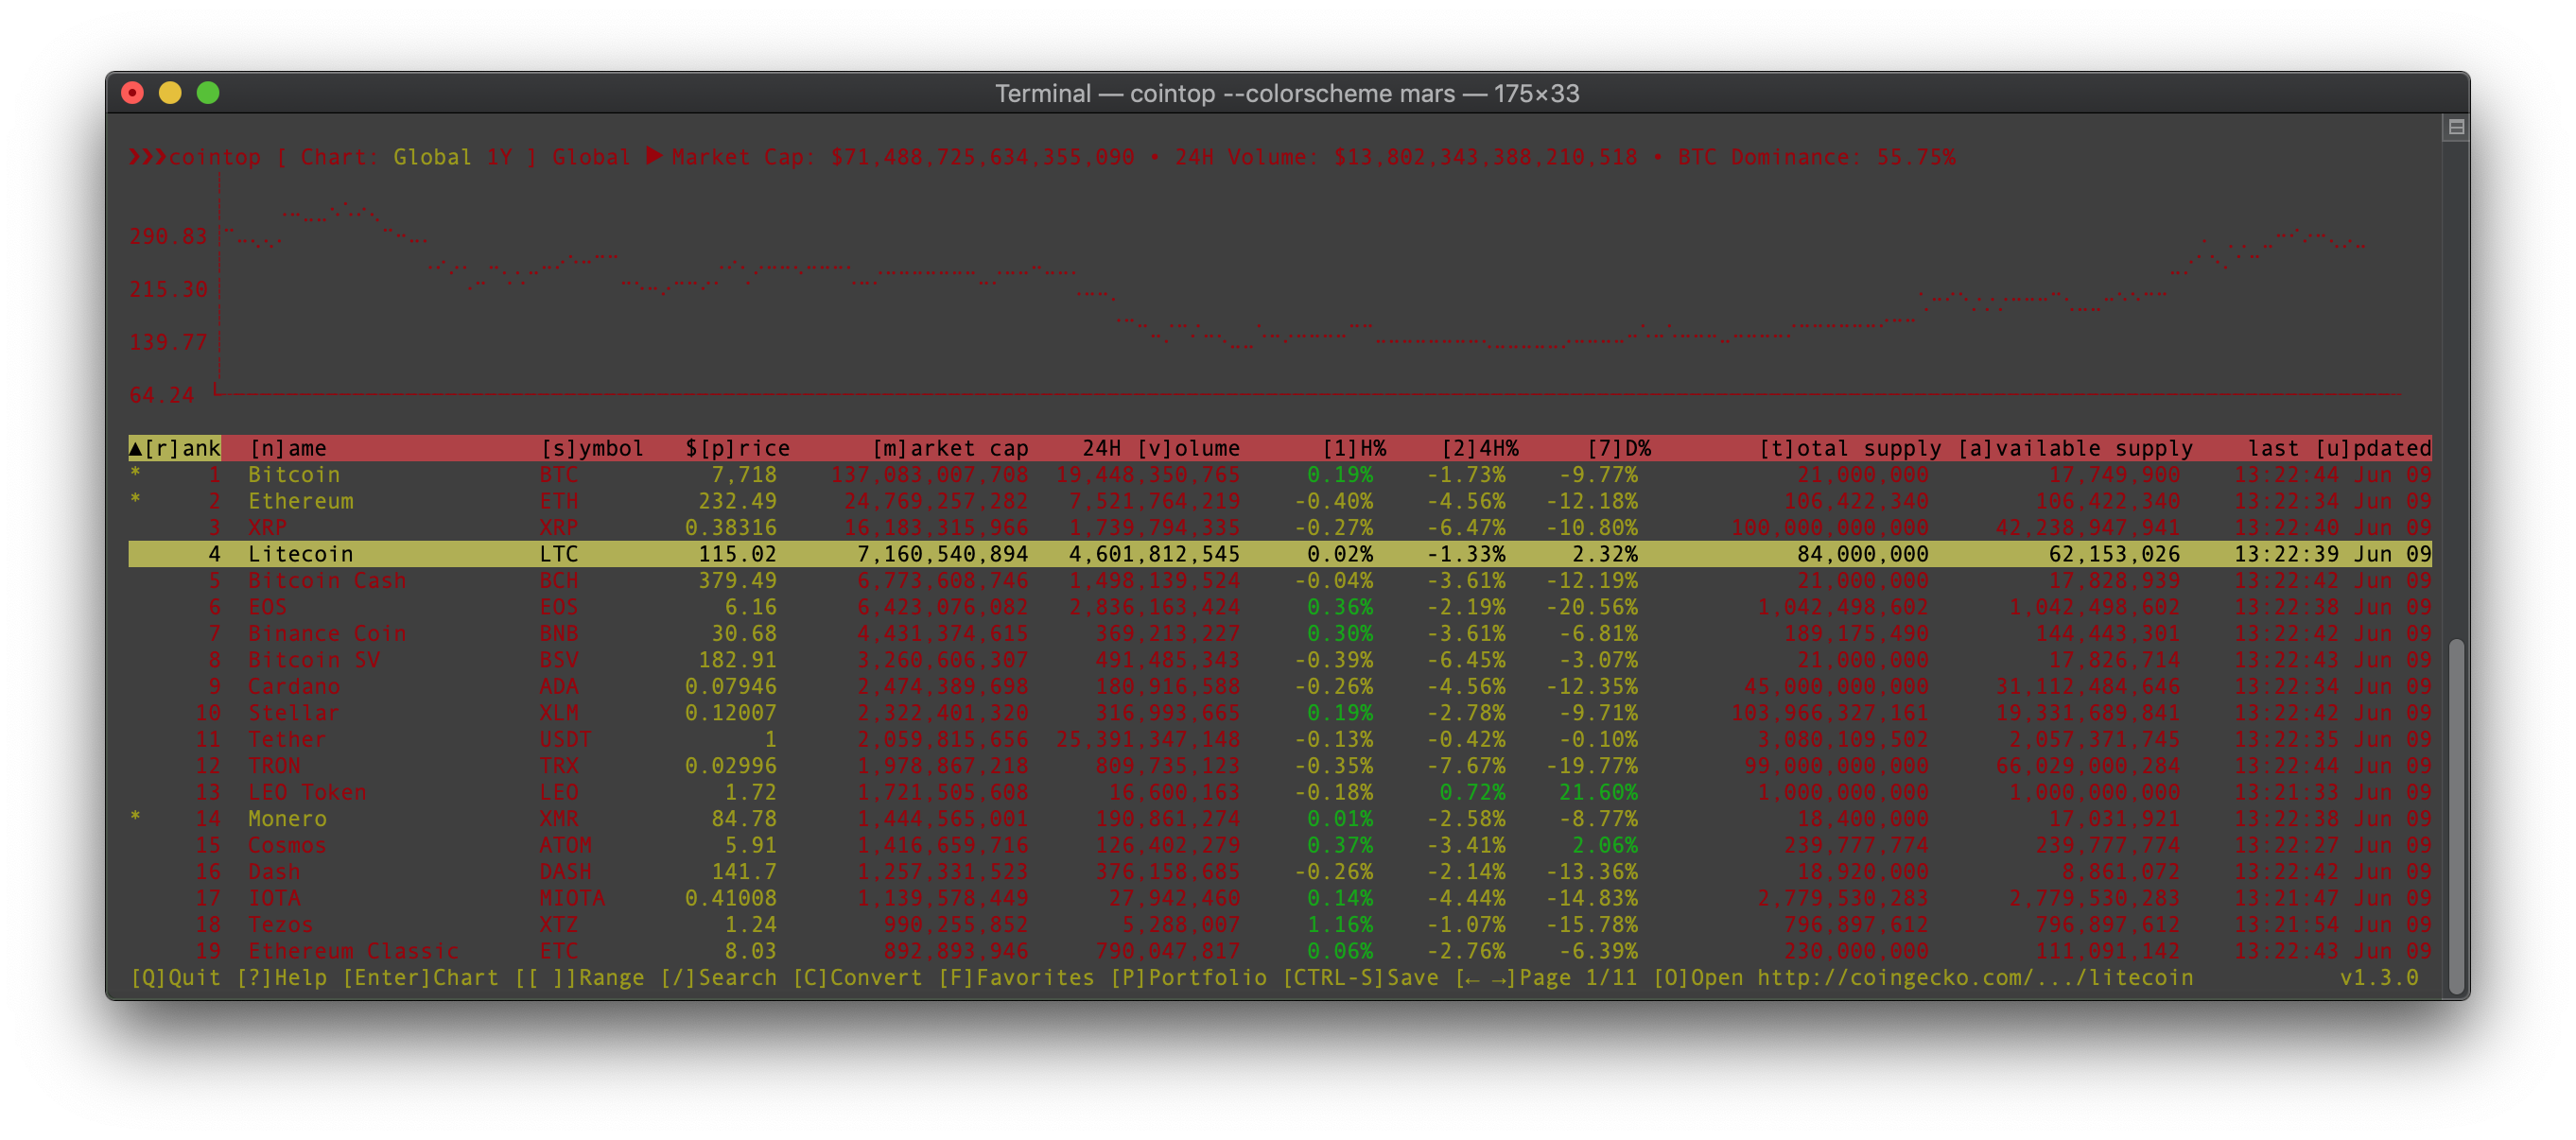 Terminal — cointop --colorscheme mars — 175×33
❯❯❯cointop [ Chart: Global 1Y ] Global ▶ Market Cap: $71,488,725,634,355,090 • 24H Volume: $13,802,343,388,210,518 • BTC Dominance: 55.75%
290.83
215.30
139.77
64.24
▲[r]ank [n]ame [s]ymbol $[p]rice [m]arket cap 24H [v]olume [1]H% [2]4H% [7]D% [t]otal supply [a]vailable supply last [u]pdated
* 1 Bitcoin BTC 7,718 137,083,007,708 19,448,350,765 0.19% -1.73% -9.77% 21,000,000 17,749,900 13:22:44 Jun 09
* 2 Ethereum ETH 232.49 24,769,257,282 7,521,764,219 -0.40% -4.56% -12.18% 106,422,340 106,422,340 13:22:34 Jun 09
3 XRP XRP 0.38316 16,183,315,966 1,739,794,335 -0.27% -6.47% -10.80% 100,000,000,000 42,238,947,941 13:22:40 Jun 09
4 Litecoin LTC 115.02 7,160,540,894 4,601,812,545 0.02% -1.33% 2.32% 84,000,000 62,153,026 13:22:39 Jun 09
5 Bitcoin Cash BCH 379.49 6,773,608,746 1,498,139,524 -0.04% -3.61% -12.19% 21,000,000 17,828,939 13:22:42 Jun 09
6 EOS EOS 6.16 6,423,076,082 2,836,163,424 0.36% -2.19% -20.56% 1,042,498,602 1,042,498,602 13:22:38 Jun 09
7 Binance Coin BNB 30.68 4,431,374,615 369,213,227 0.30% -3.61% -6.81% 189,175,490 144,443,301 13:22:42 Jun 09
8 Bitcoin SV BSV 182.91 3,260,606,307 491,485,343 -0.39% -6.45% -3.07% 21,000,000 17,826,714 13:22:43 Jun 09
9 Cardano ADA 0.07946 2,474,389,698 180,916,588 -0.26% -4.56% -12.35% 45,000,000,000 31,112,484,646 13:22:34 Jun 09
10 Stellar XLM 0.12007 2,322,401,320 316,993,665 0.19% -2.78% -9.71% 103,966,327,161 19,331,689,841 13:22:42 Jun 09
11 Tether USDT 1 2,059,815,656 25,391,347,148 -0.13% -0.42% -0.10% 3,080,109,502 2,057,371,745 13:22:35 Jun 09
12 TRON TRX 0.02996 1,978,867,218 809,735,123 -0.35% -7.67% -19.77% 99,000,000,000 66,029,000,284 13:22:44 Jun 09
13 LEO Token LEO 1.72 1,721,505,608 16,600,163 -0.18% 0.72% 21.60% 1,000,000,000 1,000,000,000 13:21:33 Jun 09
* 14 Monero XMR 84.78 1,444,565,001 190,861,274 0.01% -2.58% -8.77% 18,400,000 17,031,921 13:22:38 Jun 09
15 Cosmos ATOM 5.91 1,416,659,716 126,402,279 0.37% -3.41% 2.06% 239,777,774 239,777,774 13:22:27 Jun 09
16 Dash DASH 141.7 1,257,331,523 376,158,685 -0.26% -2.14% -13.36% 18,920,000 8,861,072 13:22:42 Jun 09
17 IOTA MIOTA 0.41008 1,139,578,449 27,942,460 0.14% -4.44% -14.83% 2,779,530,283 2,779,530,283 13:21:47 Jun 09
18 Tezos XTZ 1.24 990,255,852 5,288,007 1.16% -1.07% -15.78% 796,897,612 796,897,612 13:21:54 Jun 09
19 Ethereum Classic ETC 8.03 892,893,946 790,047,817 0.06% -2.76% -6.39% 230,000,000 111,091,142 13:22:43 Jun 09
[Q]Quit [?]Help [Enter]Chart [[ ]]Range [/]Search [C]Convert [F]Favorites [P]Portfolio [CTRL-S]Save [← →]Page 1/11 [O]Open http://coingecko.com/.../litecoin v1.3.0